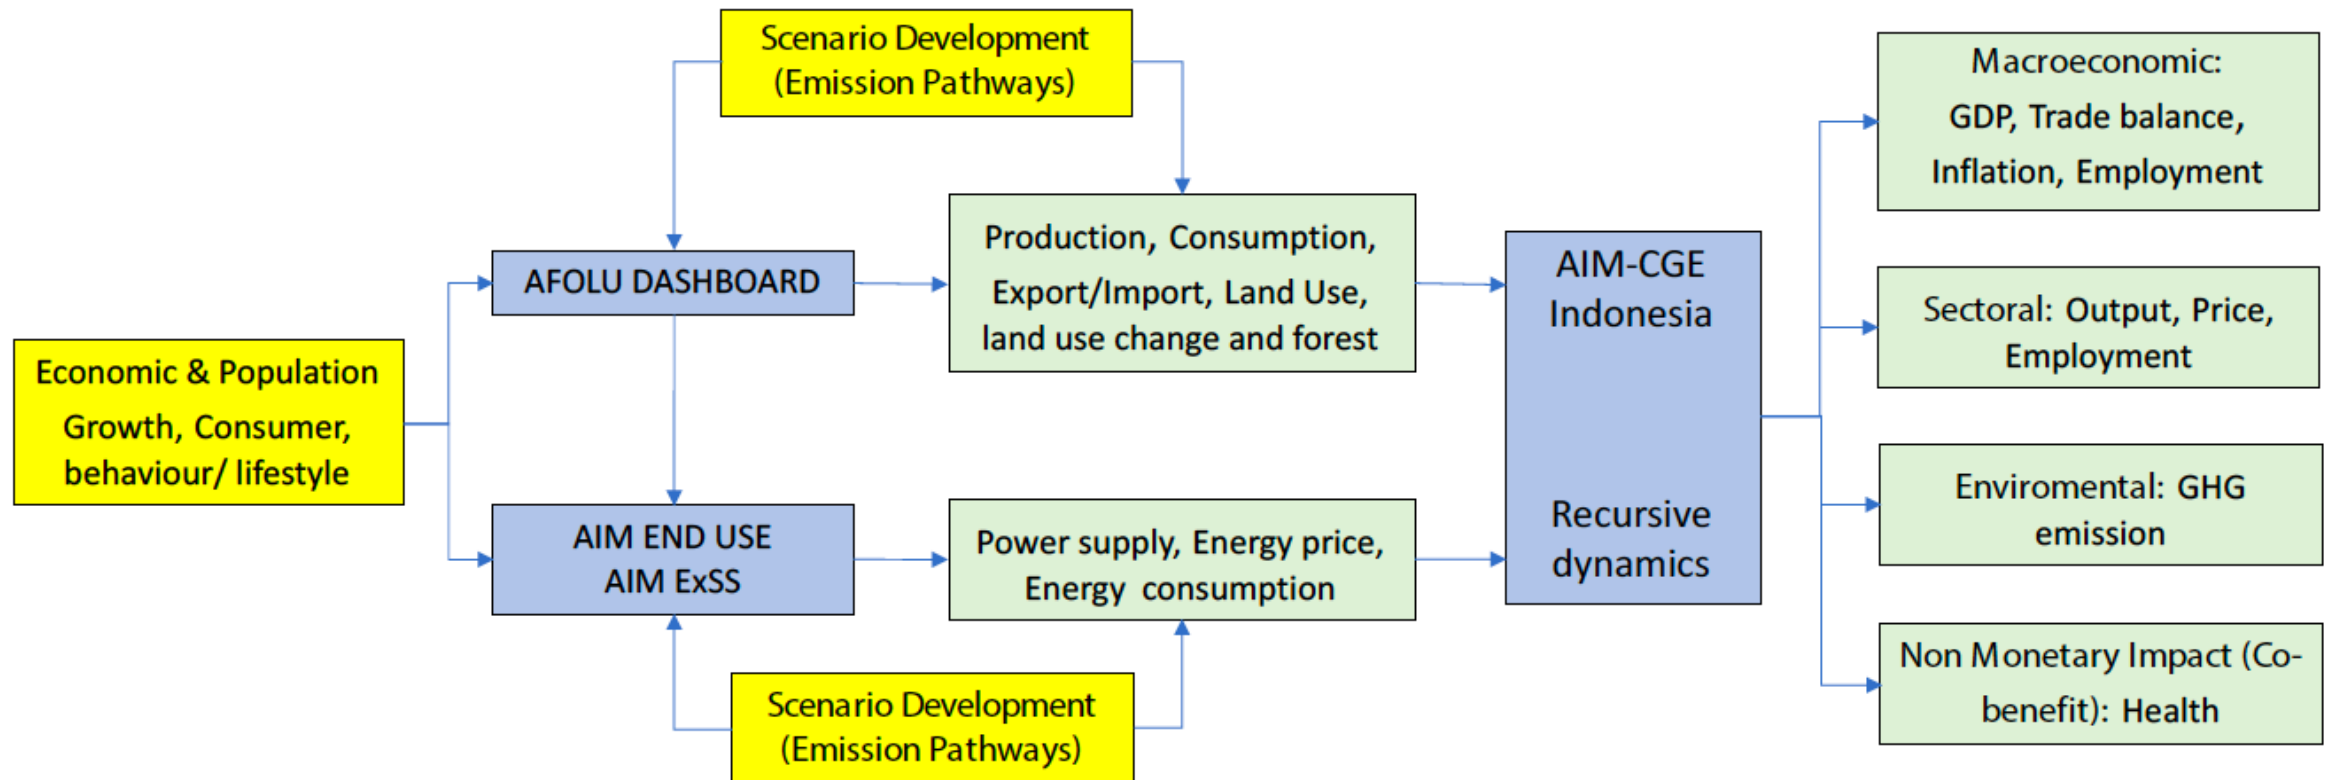 Scenario Development
(Emission Pathways)
Macroeconomic:
GDP, Trade balance,
Inflation, Employment
Production, Consumption,
Export/Import, Land Use,
land use change and forest
AFOLU DASHBOARD
AIM-CGE
Indonesia
Recursive
dynamics
Sectoral: Output, Price,
Employment
Economic & Population
Growth, Consumer,
behaviour/ lifestyle
AIM END USE
AIM ExSS
Power supply, Energy price,
Energy consumption
Enviromental: GHG
emission
Non Monetary Impact (Co-
benefit): Health
Scenario Development
(Emission Pathways)